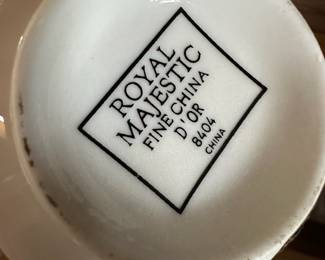 ROYAL
MAJESTIC
FINE CHINA
D'OR
8404
CHINA